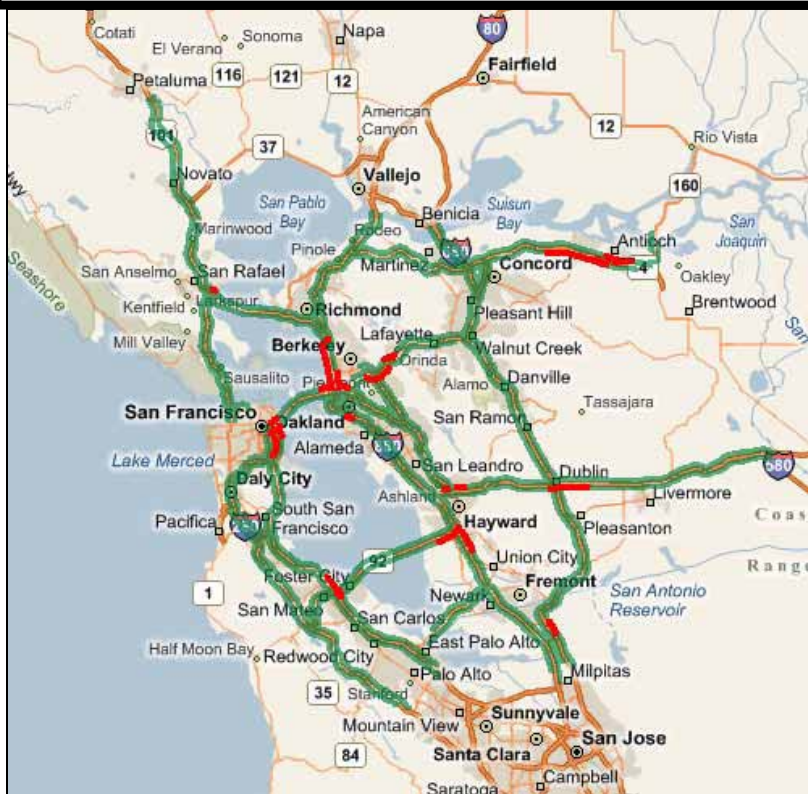 Cotati
El Verano
Sonoma
Napa
80
Fairfield
Petaluma
116
121
12
American
Canyon
12
Rio Vista
101
37
Novato
Vallejo
160
San Pablo
Bay
Suisun
Bay
Benicia
San
Joaquin
Marinwood
Rodeo
Pinole
Martinez
Antioch
4
San Anselmo
San Rafael
Concord
Oakley
Seashore
Larkspur
Kentfield
Richmond
Pleasant Hill
Brentwood
Mill Valley
Lafayette
Berkeley
Orinda
Walnut Creek
Sausalito
Alamo
Danville
San Francisco
Oakland
San Ramon
Tassajara
Alameda
Lake Merced
San Leandro
Dublin
580
Daly City
Ashland
Livermore
Pacifica
South San
Francisco
Hayward
Pleasanton
Coas
Range
92
Union City
Foster City
1
Newark
Fremont
San Antonio
Reservoir
San Mateo
San Carlos
Half Moon Bay
Redwood City
East Palo Alto
35
Stanford
Palo Alto
Milpitas
Mountain View
Sunnyvale
San Jose
84
Santa Clara
Campbell
Saratoga